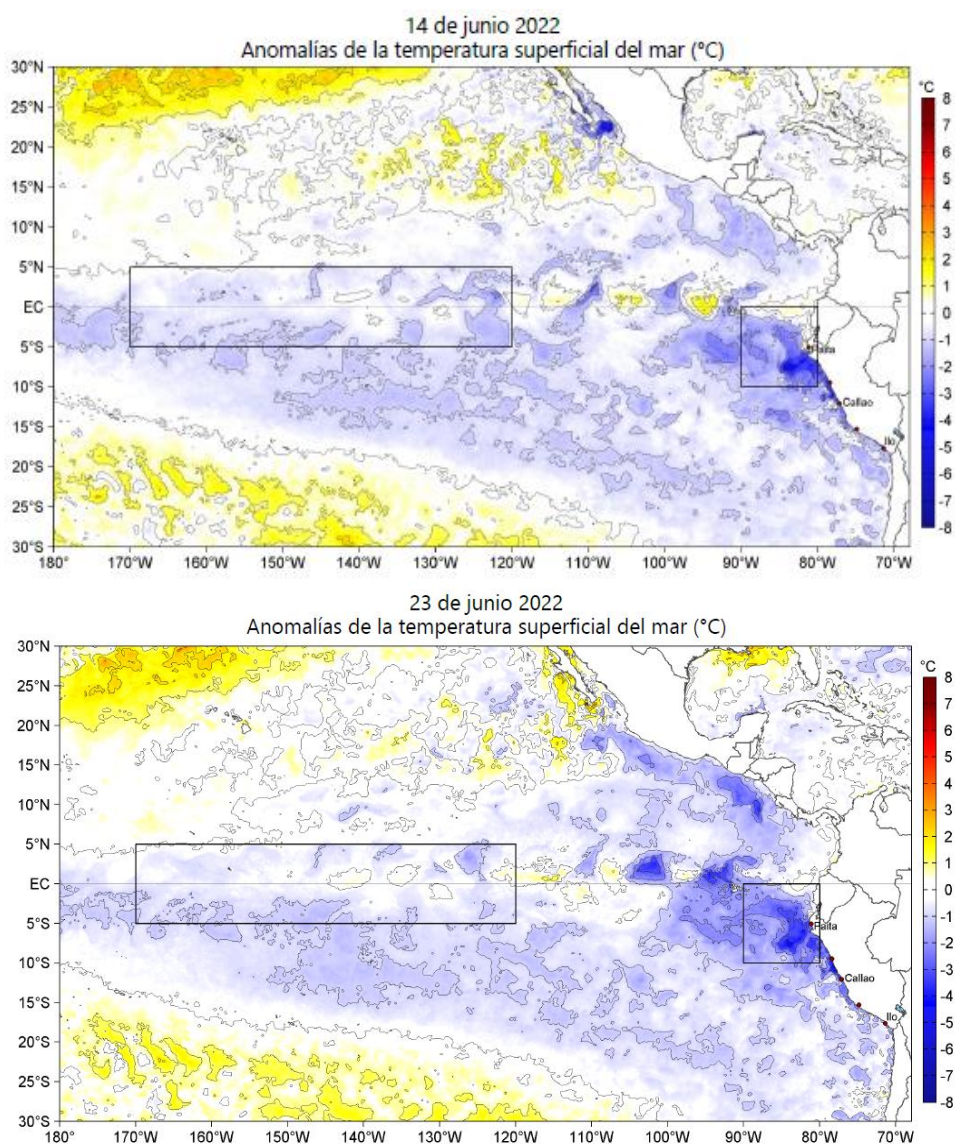 14 de junio 2022
Anomalías de la temperatura superficial del mar (°C)
30°N
25°N
20°N
15°N
10°N
5°N
EC
5°S
10°S
15°S
20°S
25°S
30°S
180
170°W
160°W
150°W
140°W
130°W
120°W
110°W
100°W
90°W
80°W
70°W
Paita
Callao
Ilo
°C
8
7
6
5
4
3
2
1
0
-1
-2
-3
-4
-5
-6
-7
-8
23 de junio 2022
Anomalías de la temperatura superficial del mar (°C)
30°N
25°N
20°N
15°N
10°N
5°N
EC
5°S
10°S
15°S
20°S
25°S
30°S
180
170°W
160°W
150°W
140°W
130°W
120°W
110°W
100°W
90°W
80°W
70°W
Paita
Callao
Ilo
°C
8
7
6
5
4
3
2
1
0
-1
-2
-3
-4
-5
-6
-7
-8